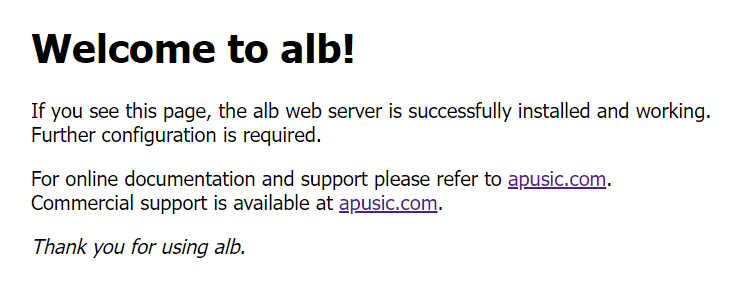 Welcome to alb!
If you see this page, the alb web server is successfully installed and working.
Further configuration is required.
For online documentation and support please refer to apusic.com.
Commercial support is available at apusic.com.
Thank you for using alb.